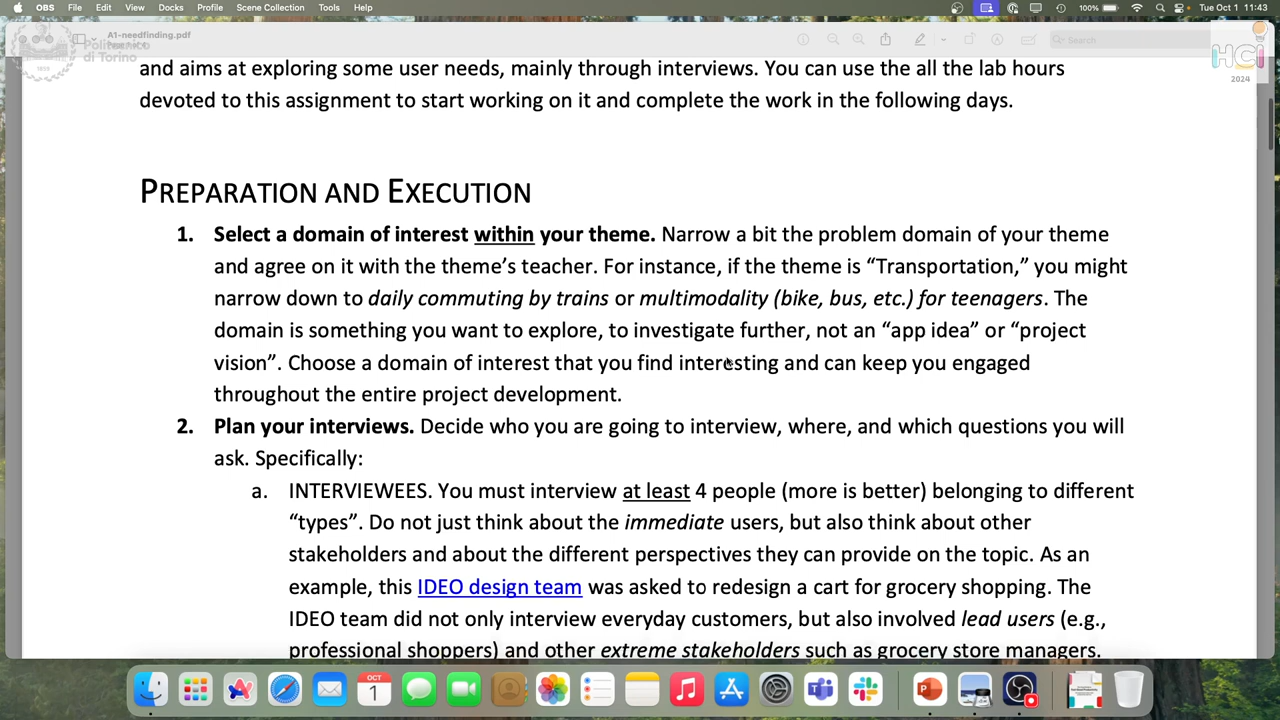 OBS File Edit View Docks Profile Scene Collection Tools Help
100% Tue Oct 1 11:43
A1-needfinding.pdf
Search
Politecnico
di Torino
1859
HCI
2024
and aims at exploring some user needs, mainly through interviews. You can use the all the lab hours
devoted to this assignment to start working on it and complete the work in the following days.
PREPARATION AND EXECUTION
1. Select a domain of interest within your theme. Narrow a bit the problem domain of your theme
and agree on it with the theme's teacher. For instance, if the theme is “Transportation,” you might
narrow down to daily commuting by trains or multimodality (bike, bus, etc.) for teenagers. The
domain is something you want to explore, to investigate further, not an “app idea” or “project
vision”. Choose a domain of interest that you find interesting and can keep you engaged
throughout the entire project development.
2. Plan your interviews. Decide who you are going to interview, where, and which questions you will
ask. Specifically:
a. INTERVIEWEES. You must interview at least 4 people (more is better) belonging to different
“types”. Do not just think about the immediate users, but also think about other
stakeholders and about the different perspectives they can provide on the topic. As an
example, this IDEO design team was asked to redesign a cart for grocery shopping. The
IDEO team did not only interview everyday customers, but also involved lead users (e.g.,
professional shoppers) and other extreme stakeholders such as grocery store managers.
OCT
1